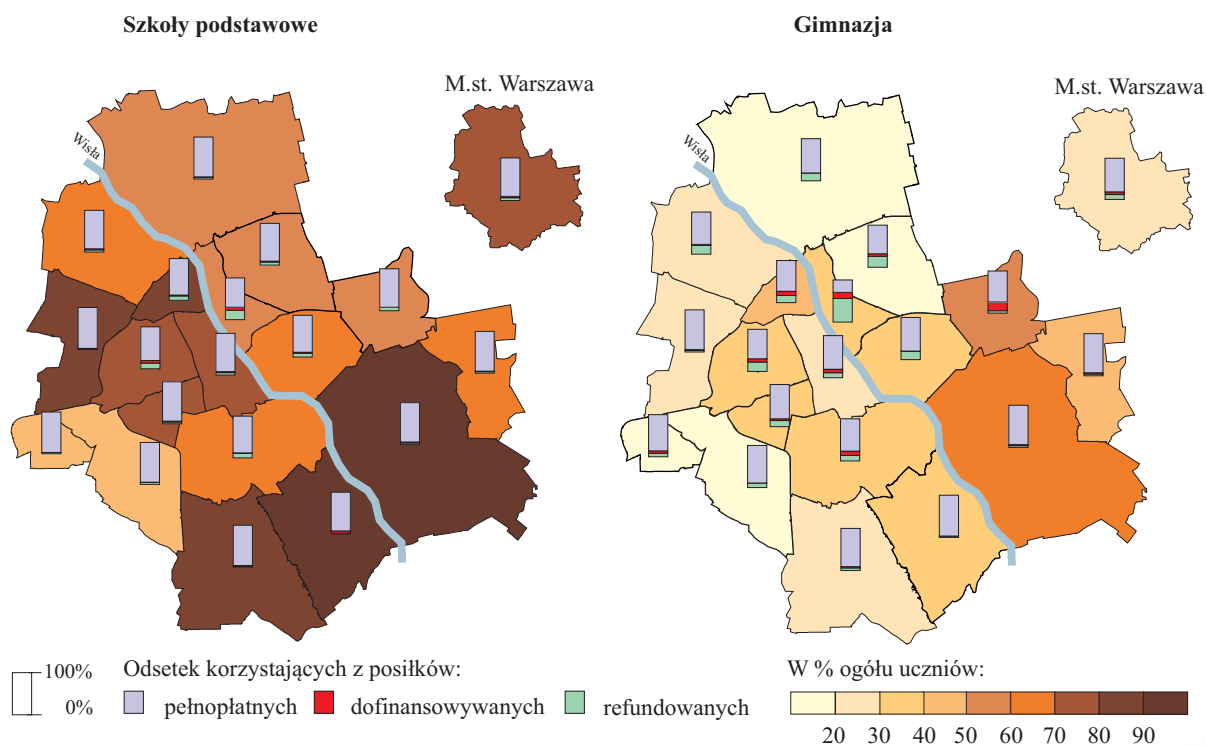 Szkoły podstawowe
Gimnazja
M.st. Warszawa
M.st. Warszawa
Wisła
Wisła
100%
0%
Odsetek korzystających z posiłków:
pełnopłatnych
dofinansowywanych
refundowanych
W % ogółu uczniów:
20 30 40 50 60 70 80 90